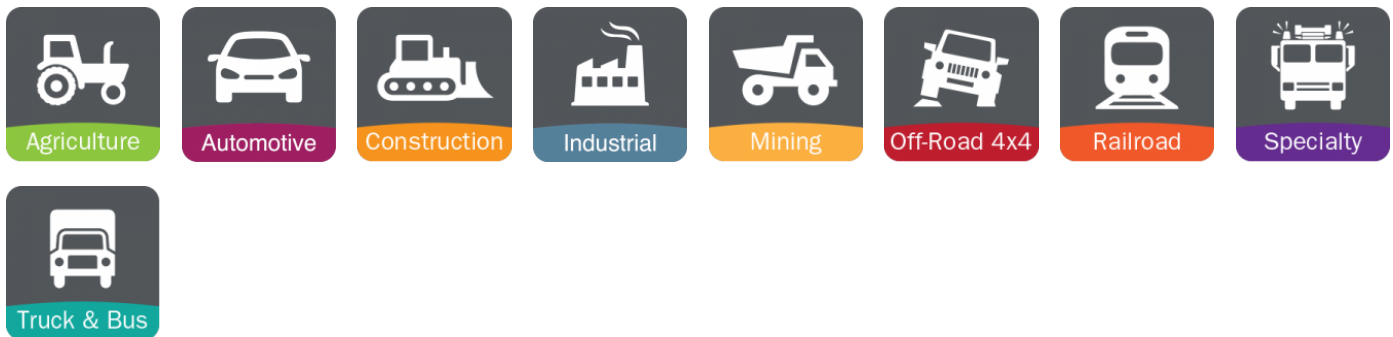 Agriculture
Automotive
Construction
Industrial
Mining
Off-Road 4x4
Railroad
Specialty
Truck & Bus